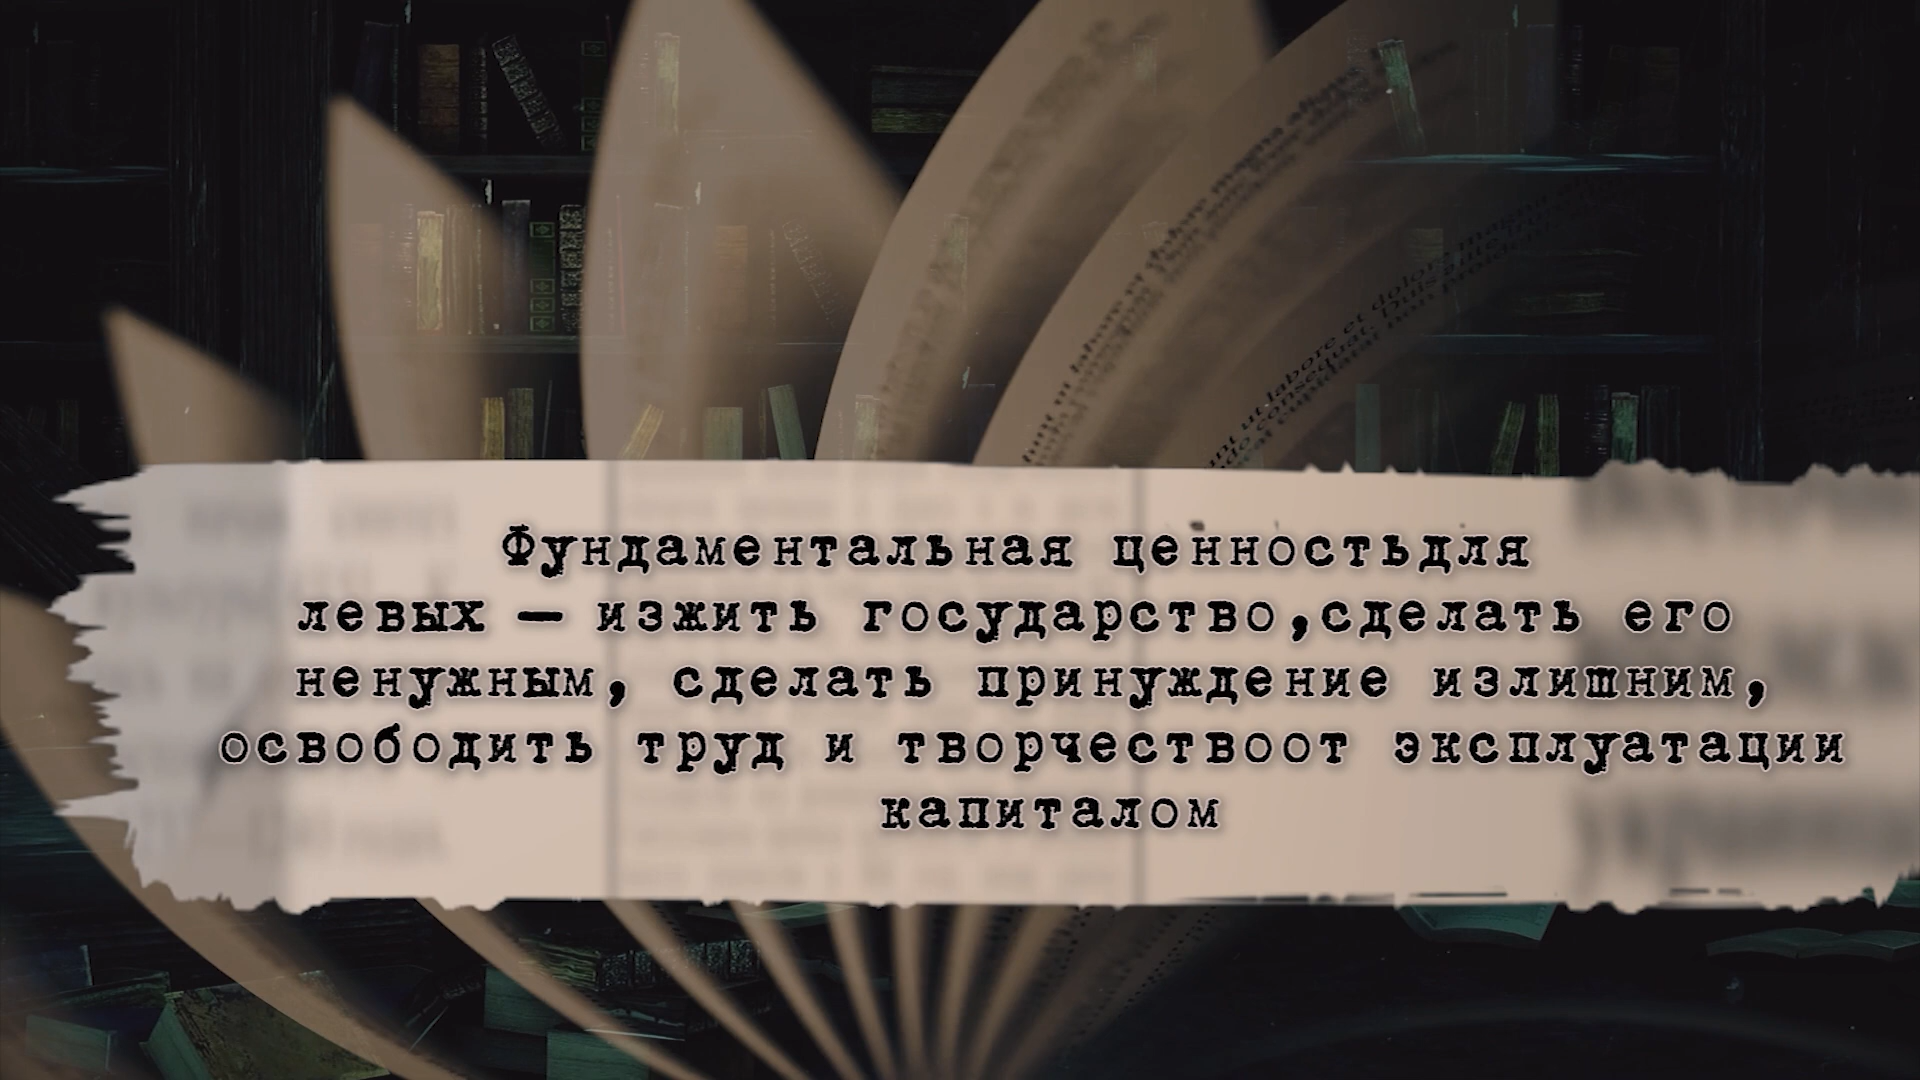 Фундаментальная ценностьдля
левых — изжить государство,сделать его
ненужным, сделать принуждение излишним,
освободить труд и творчествоот эксплуатации
капиталом